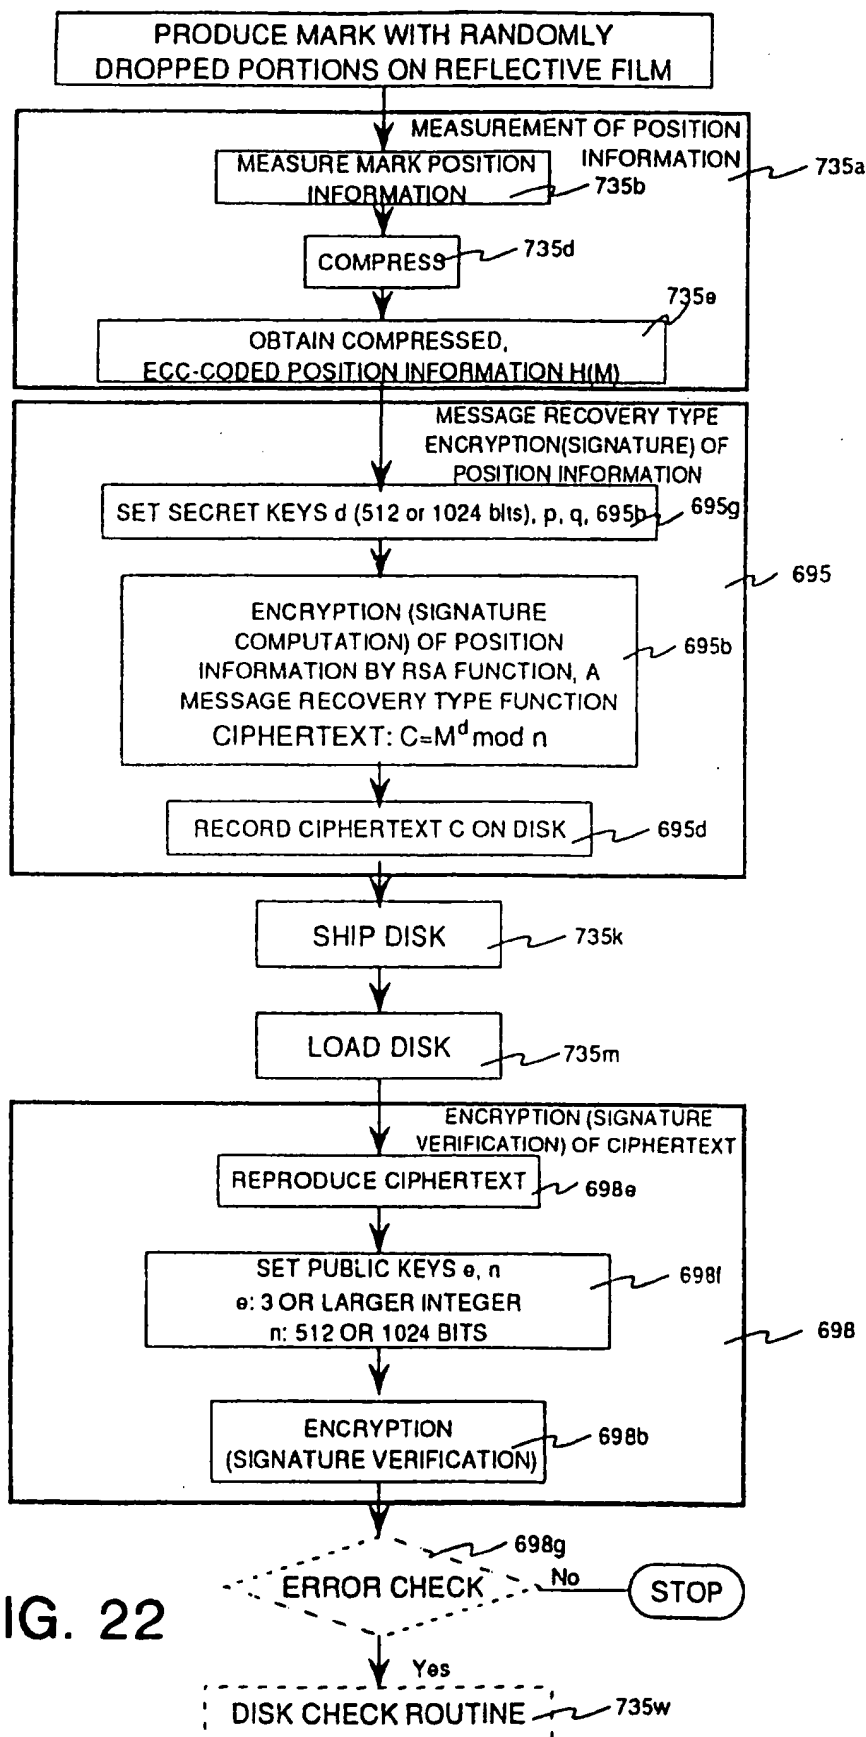 PRODUCE MARK WITH RANDOMLY
DROPPED PORTIONS ON REFLECTIVE FILM
MEASUREMENT OF POSITION
INFORMATION
735a
MEASURE MARK POSITION
INFORMATION
735b
COMPRESS
735d
735e
OBTAIN COMPRESSED,
ECC-CODED POSITION INFORMATION H(M)
MESSAGE RECOVERY TYPE
ENCRYPTION(SIGNATURE) OF
POSITION INFORMATION
SET SECRET KEYS d (512 or 1024 bits), p, q, 695b
695g
695
ENCRYPTION (SIGNATURE
COMPUTATION) OF POSITION
INFORMATION BY RSA FUNCTION, A
MESSAGE RECOVERY TYPE FUNCTION
CIPHERTEXT: C=M^d mod n
695b
RECORD CIPHERTEXT C ON DISK
695d
SHIP DISK
735k
LOAD DISK
735m
ENCRYPTION (SIGNATURE
VERIFICATION) OF CIPHERTEXT
REPRODUCE CIPHERTEXT
698e
SET PUBLIC KEYS e, n
e: 3 OR LARGER INTEGER
n: 512 OR 1024 BITS
698f
698
ENCRYPTION
(SIGNATURE VERIFICATION)
698b
698g
ERROR CHECK
No
STOP
IG. 22
Yes
DISK CHECK ROUTINE
735w